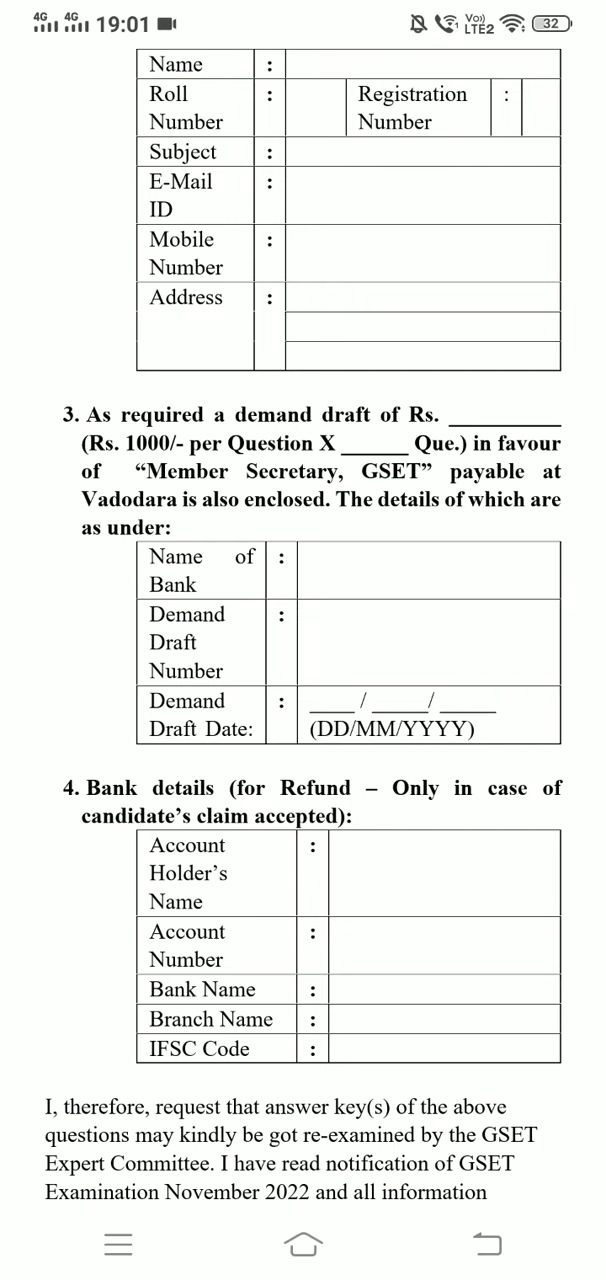 4G 4G 19:01 Vo)) LTE2 32
Name :
Roll Number : Registration Number :
Subject :
E-Mail ID :
Mobile Number :
Address :
3. As required a demand draft of Rs. __________
(Rs. 1000/- per Question X ______ Que.) in favour
of “Member Secretary, GSET” payable at
Vadodara is also enclosed. The details of which are
as under:
Name of Bank :
Demand Draft Number :
Demand Draft Date: : ____/_____/_____
(DD/MM/YYYY)
4. Bank details (for Refund – Only in case of
candidate’s claim accepted):
Account Holder’s Name :
Account Number :
Bank Name :
Branch Name :
IFSC Code :
I, therefore, request that answer key(s) of the above
questions may kindly be got re-examined by the GSET
Expert Committee. I have read notification of GSET
Examination November 2022 and all information